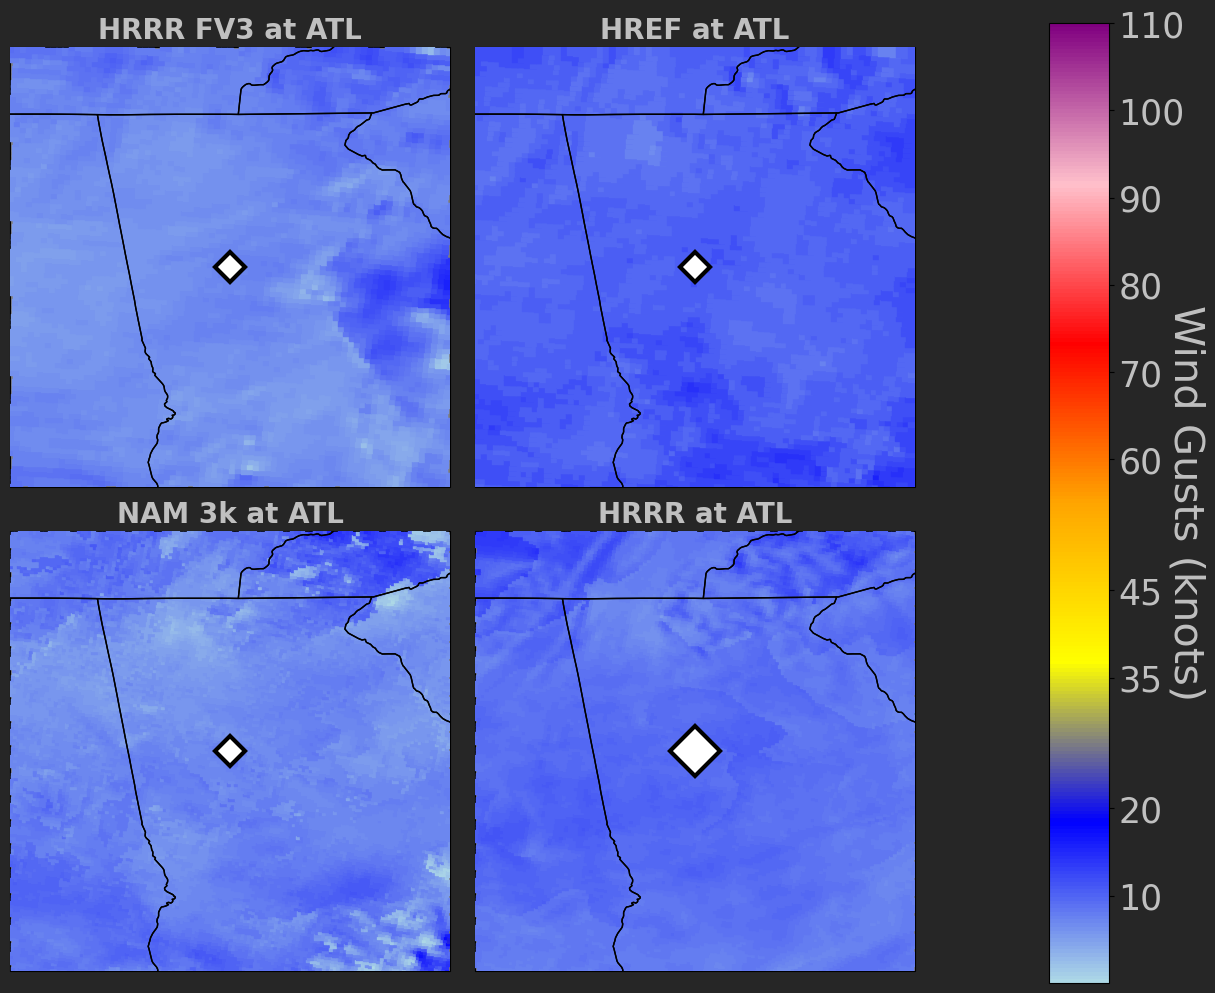 HRRR FV3 at ATL
HREF at ATL
NAM 3k at ATL
HRRR at ATL
110
100
90
80
70
60
45
35
20
10
Wind Gusts (knots)